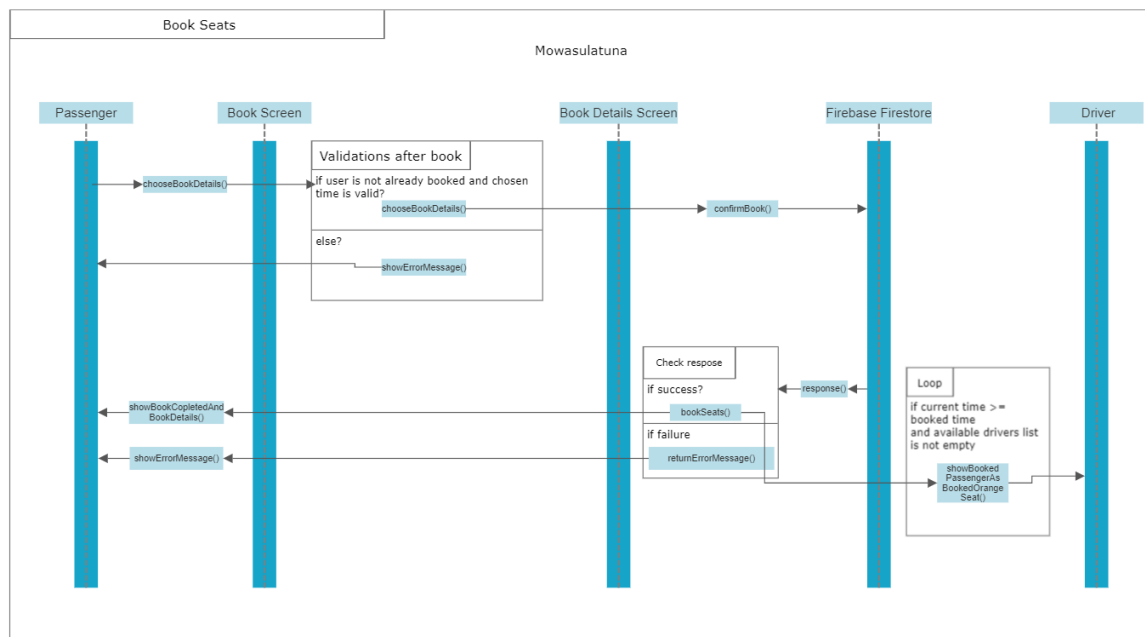 Book Seats
Mowasulatuna
Passenger
Book Screen
Book Details Screen
Firebase Firestore
Driver
Validations after book
if user is not already booked and chosen
time is valid?
chooseBookDetails()
chooseBookDetails()
confirmBook()
else?
showErrorMessage()
Check respose
if success?
response()
bookSeats()
showBookCopletedAnd
BookDetails()
if failure
returnErrorMessage()
showErrorMessage()
Loop
if current time >=
booked time
and available drivers list
is not empty
showBooked
PassengerAs
BookedOrange
Seat()